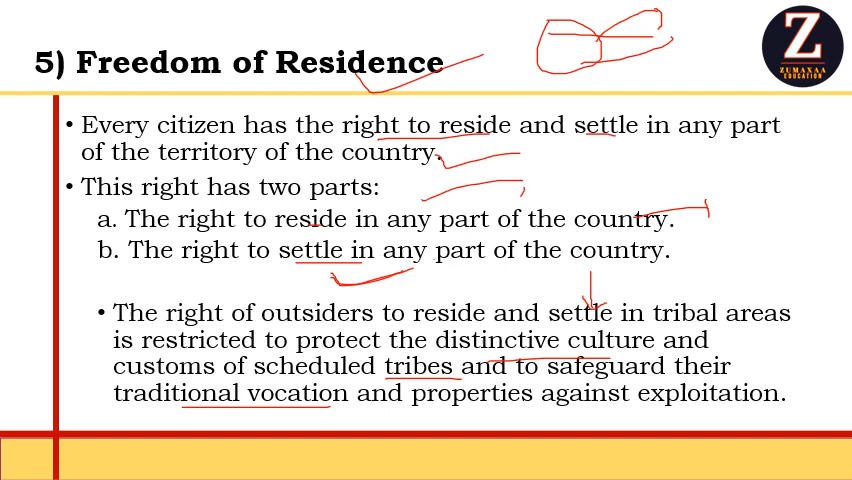 5) Freedom of Residence
Z
ZUMAXAA
EDUCATION
• Every citizen has the right to reside and settle in any part
of the territory of the country.
• This right has two parts:
a. The right to reside in any part of the country.
b. The right to settle in any part of the country.
• The right of outsiders to reside and settle in tribal areas
is restricted to protect the distinctive culture and
customs of scheduled tribes and to safeguard their
traditional vocation and properties against exploitation.